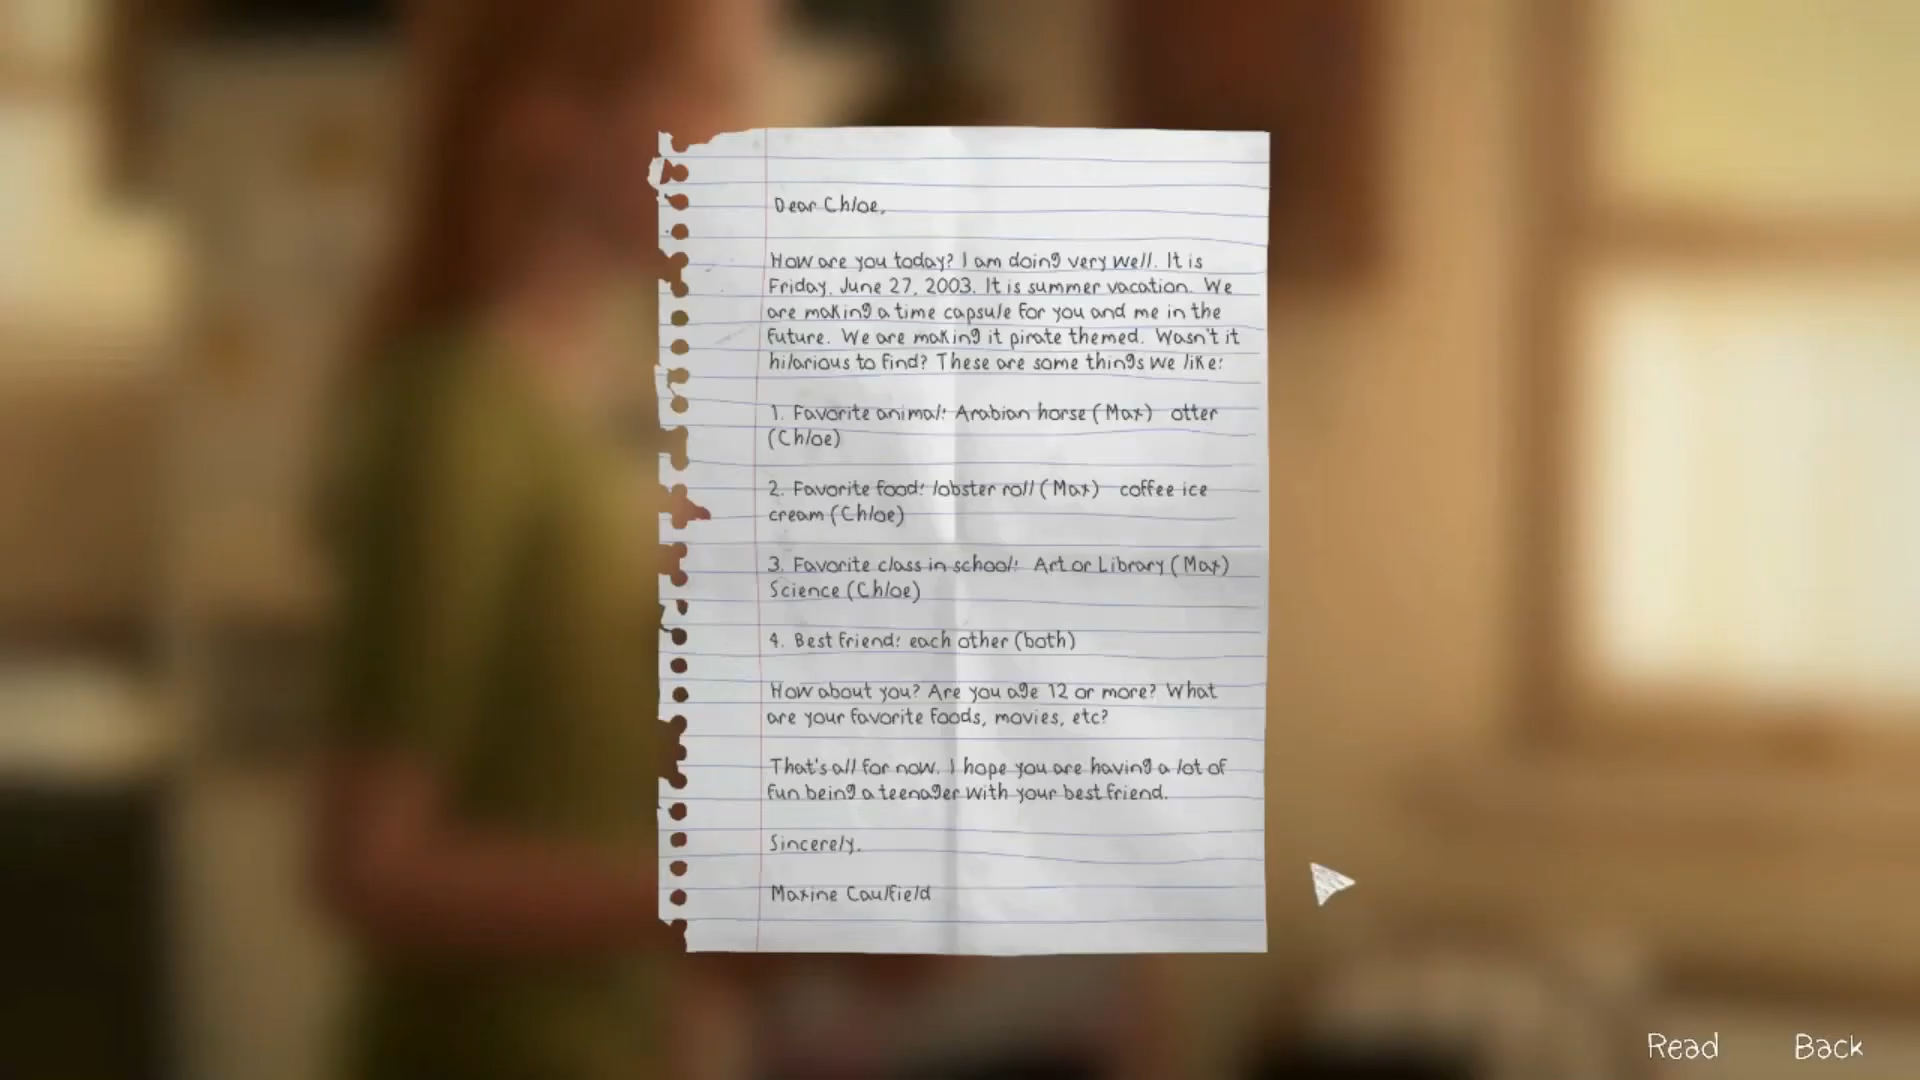 Dear Chloe,
How are you today? I am doing very well. It is
Friday, June 27, 2003. It is summer vacation. We
are making a time capsule for you and me in the
future. We are making it pirate themed. Wasn't it
hilarious to find? These are some things we like:
1. Favorite animal: Arabian horse (Max) otter
(Chloe)
2. Favorite food: lobster roll (Max) coffee ice
cream (Chloe)
3. Favorite class in school: Art or Library (Max)
Science (Chloe)
4. Best friend: each other (both)
How about you? Are you age 12 or more? What
are your favorite foods, movies, etc?
That's all for now. I hope you are having a lot of
fun being a teenager with your best friend.
Sincerely,
Maxine Caulfield
Read Back